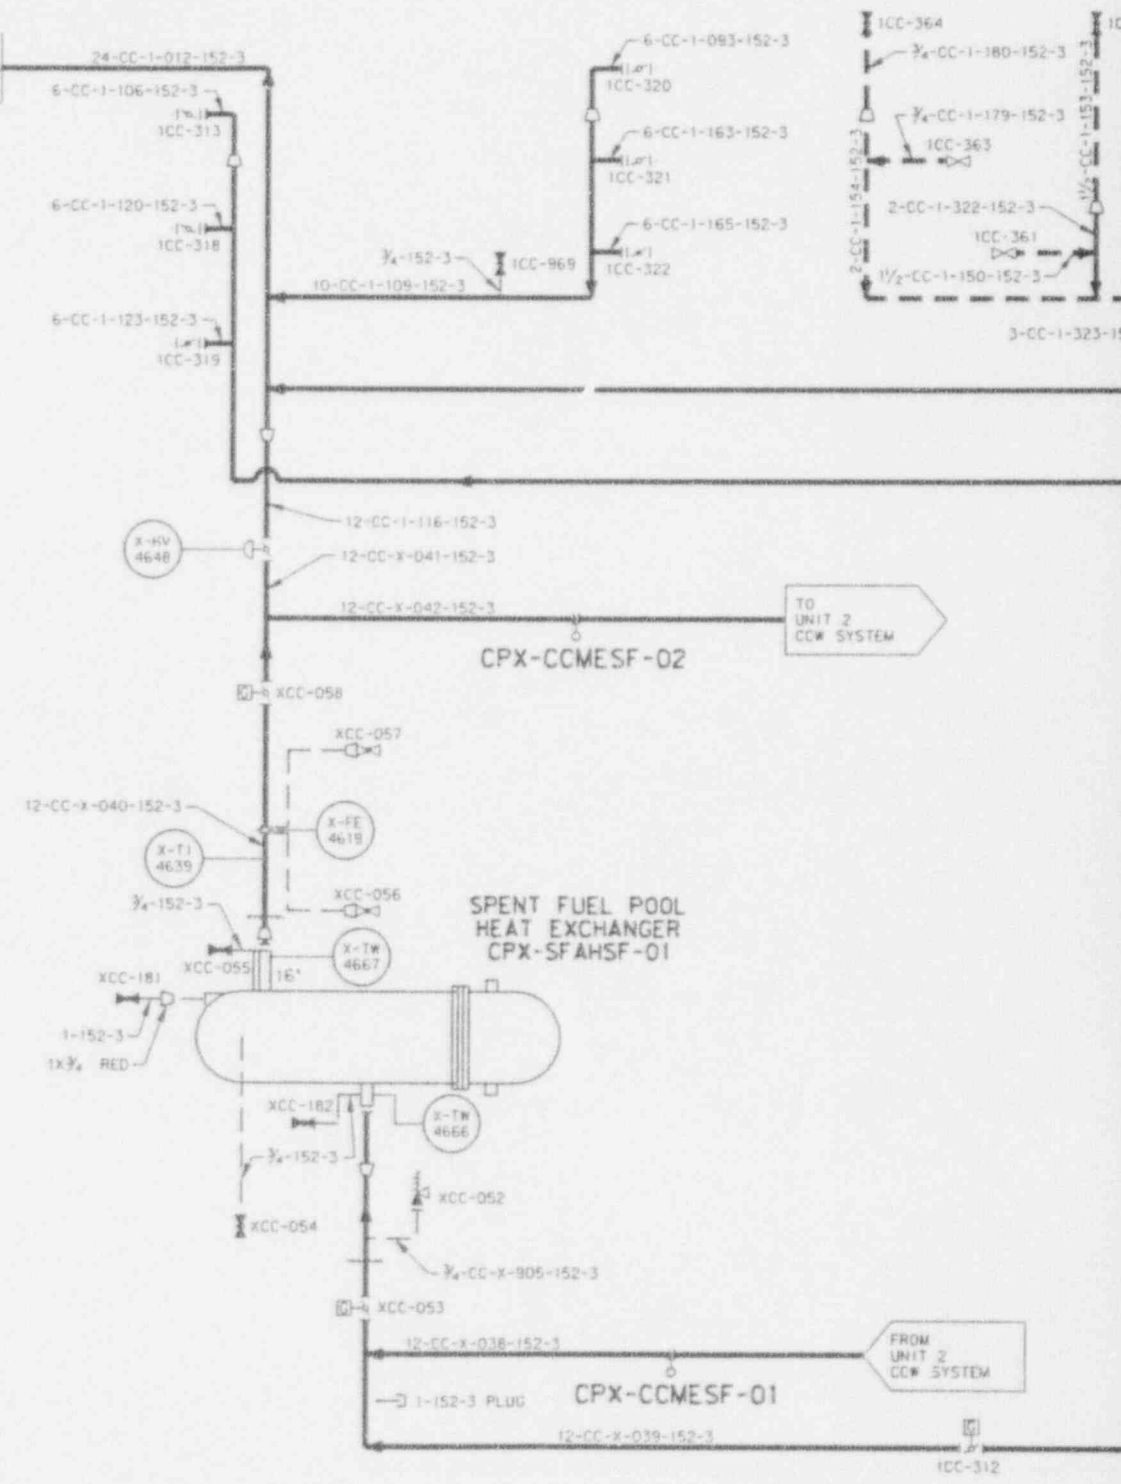 24-CC-1-012-152-3
6-CC-1-093-152-3
1CC-320
1CC-364
¾-CC-1-180-152-3
6-CC-1-106-152-3
1CC-313
6-CC-1-163-152-3
1CC-321
¾-CC-1-179-152-3
1CC-363
2-CC-1-154-152-3
1½-CC-1-153-152-3
6-CC-1-120-152-3
1CC-318
6-CC-1-165-152-3
1CC-322
2-CC-1-322-152-3
1CC-361
1½-CC-1-150-152-3
¾-152-3
1CC-969
10-CC-1-109-152-3
6-CC-1-123-152-3
1CC-319
3-CC-1-323-15
12-CC-1-116-152-3
X-HV
4648
12-CC-X-041-152-3
12-CC-X-042-152-3
TO
UNIT 2
CCW SYSTEM
CPX-CCMESF-02
G
XCC-058
XCC-057
12-CC-X-040-152-3
X-FE
4619
X-TI
4639
XCC-056
¾-152-3
SPENT FUEL POOL
HEAT EXCHANGER
CPX-SFAHSF-01
X-TW
4667
XCC-055
16"
XCC-181
1-152-3
1X¾ RED
XCC-182
X-TW
4666
¾-152-3
XCC-052
XCC-054
¾-CC-X-905-152-3
G
XCC-053
12-CC-X-038-152-3
FROM
UNIT 2
CCW SYSTEM
CPX-CCMESF-01
1-152-3 PLUG
12-CC-X-039-152-3
G
1CC-312